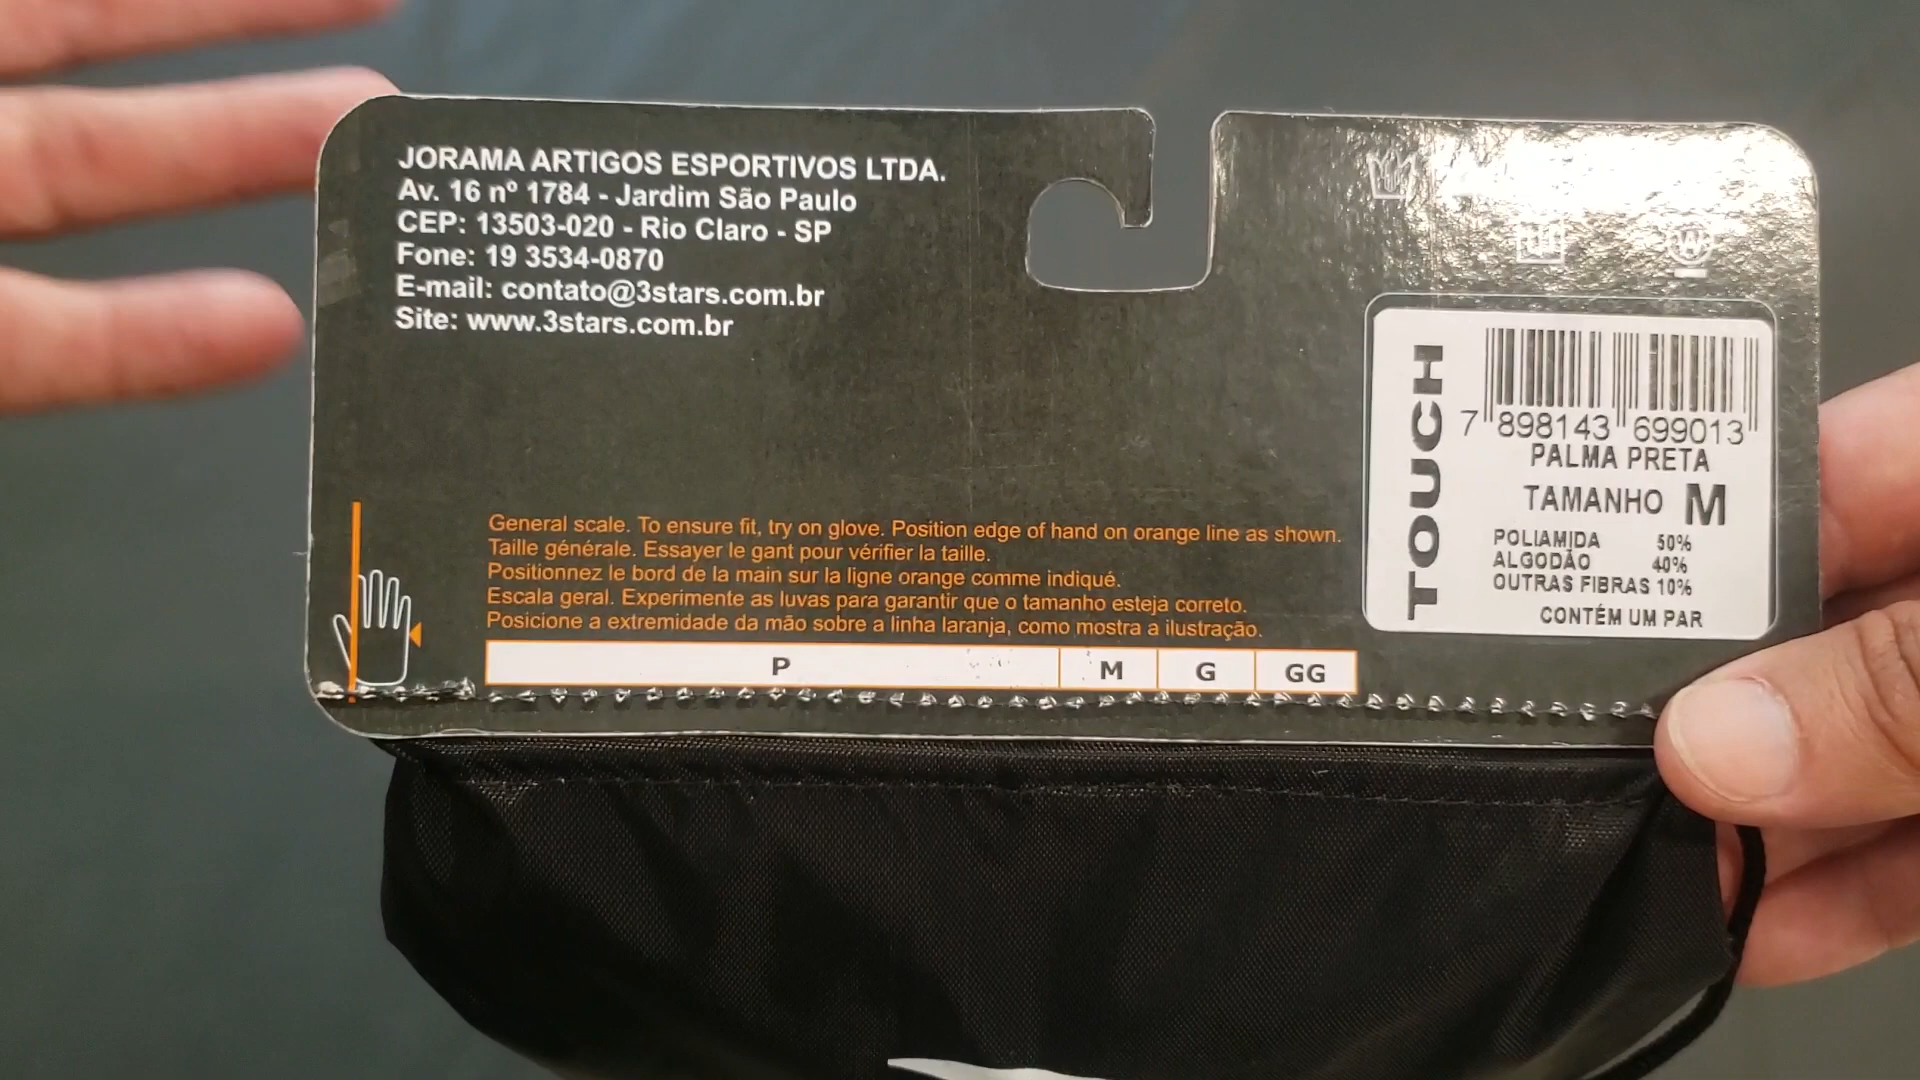 JORAMA ARTIGOS ESPORTIVOS LTDA.
Av. 16 nº 1784 - Jardim São Paulo
CEP: 13503-020 - Rio Claro - SP
Fone: 19 3534-0870
E-mail: contato@3stars.com.br
Site: www.3stars.com.br
W
TOUCH
7 898143 699013
PALMA PRETA
TAMANHO M
POLIAMIDA 50%
ALGODÃO 40%
OUTRAS FIBRAS 10%
CONTÉM UM PAR
General scale. To ensure fit, try on glove. Position edge of hand on orange line as shown.
Taille générale. Essayer le gant pour vérifier la taille.
Positionnez le bord de la main sur la ligne orange comme indiqué.
Escala geral. Experimente as luvas para garantir que o tamanho esteja correto.
Posicione a extremidade da mão sobre a linha laranja, como mostra a ilustração.
P M G GG